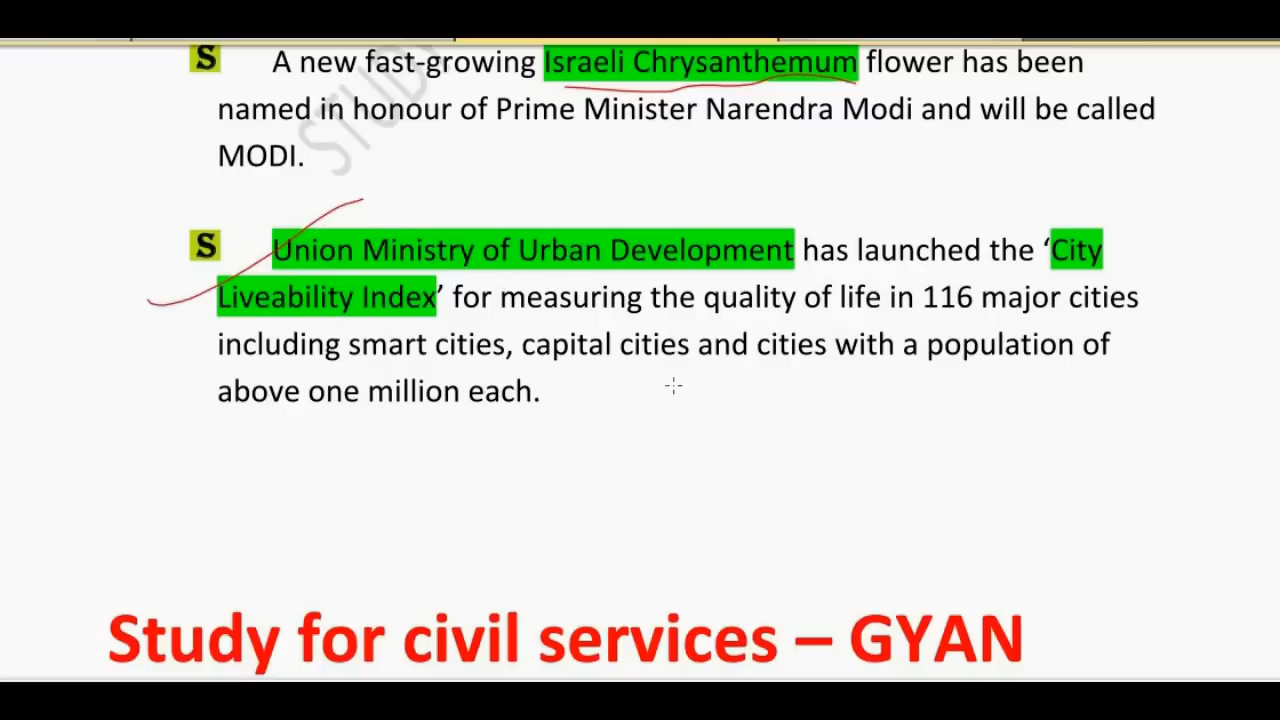 S A new fast-growing Israeli Chrysanthemum flower has been
named in honour of Prime Minister Narendra Modi and will be called
MODI.
S Union Ministry of Urban Development has launched the ‘City
Liveability Index’ for measuring the quality of life in 116 major cities
including smart cities, capital cities and cities with a population of
above one million each.
Study for civil services – GYAN